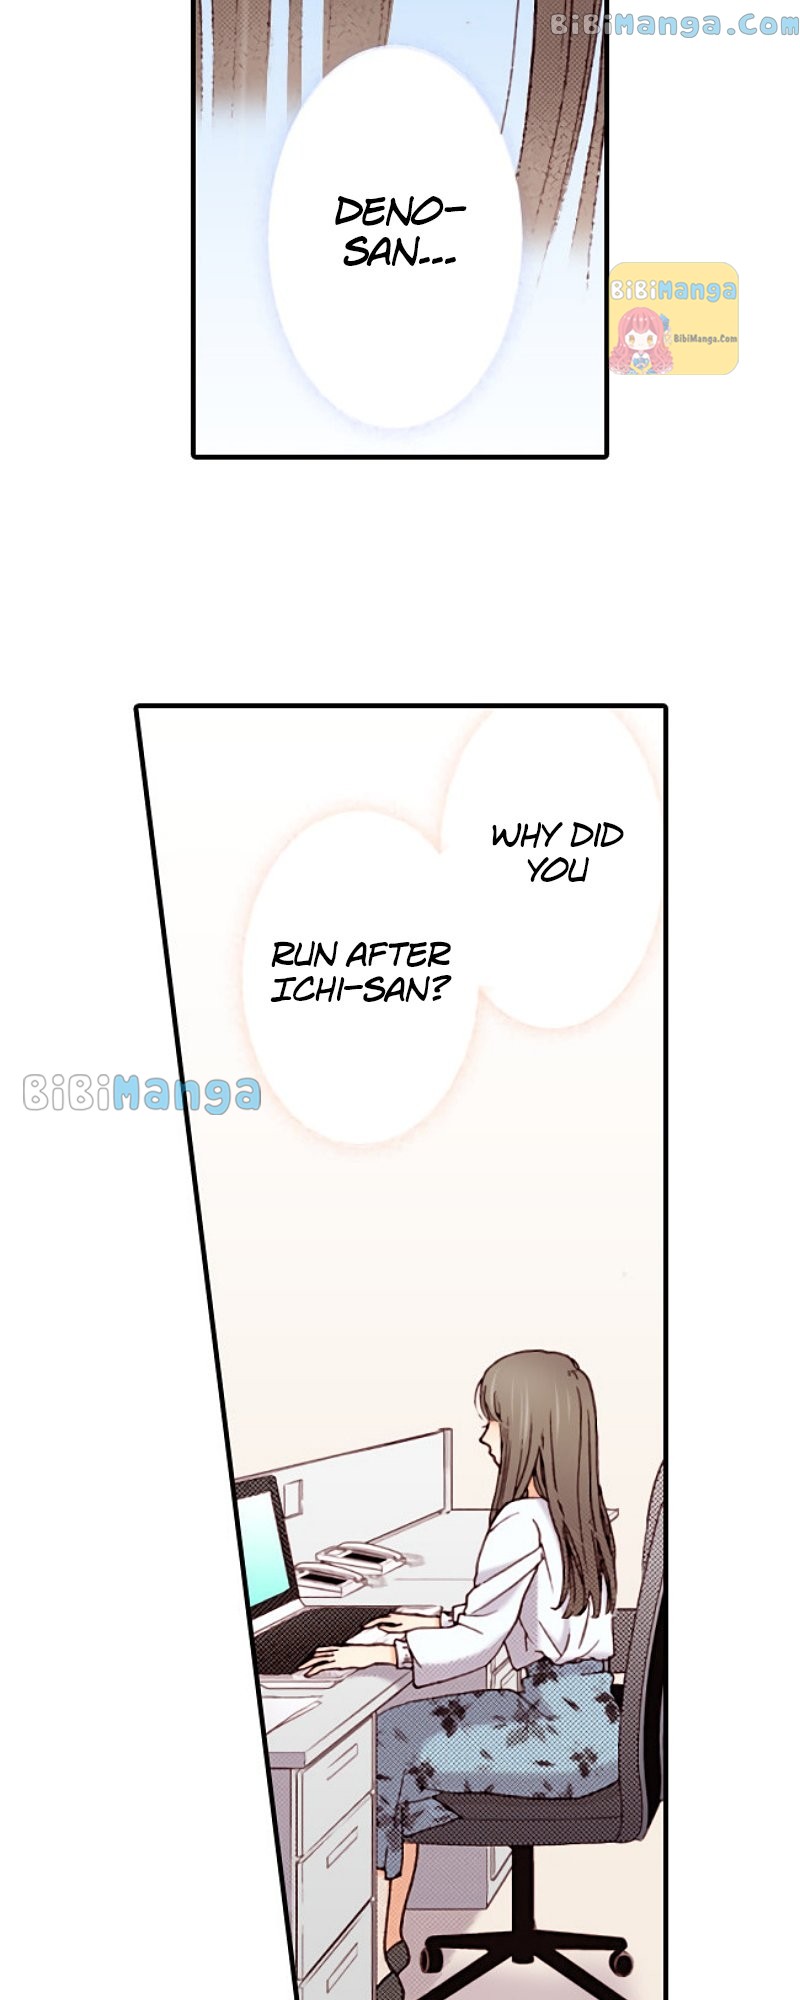 BiBiManga.Com
DENO-
SAN...
BiBiManga
BibiManga.Com
WHY DID
YOU
RUN AFTER
ICHI-SAN?
BiBiManga